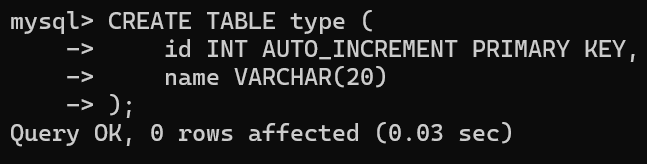 mysql> CREATE TABLE type (
    ->     id INT AUTO_INCREMENT PRIMARY KEY,
    ->     name VARCHAR(20)
    -> );
Query OK, 0 rows affected (0.03 sec)